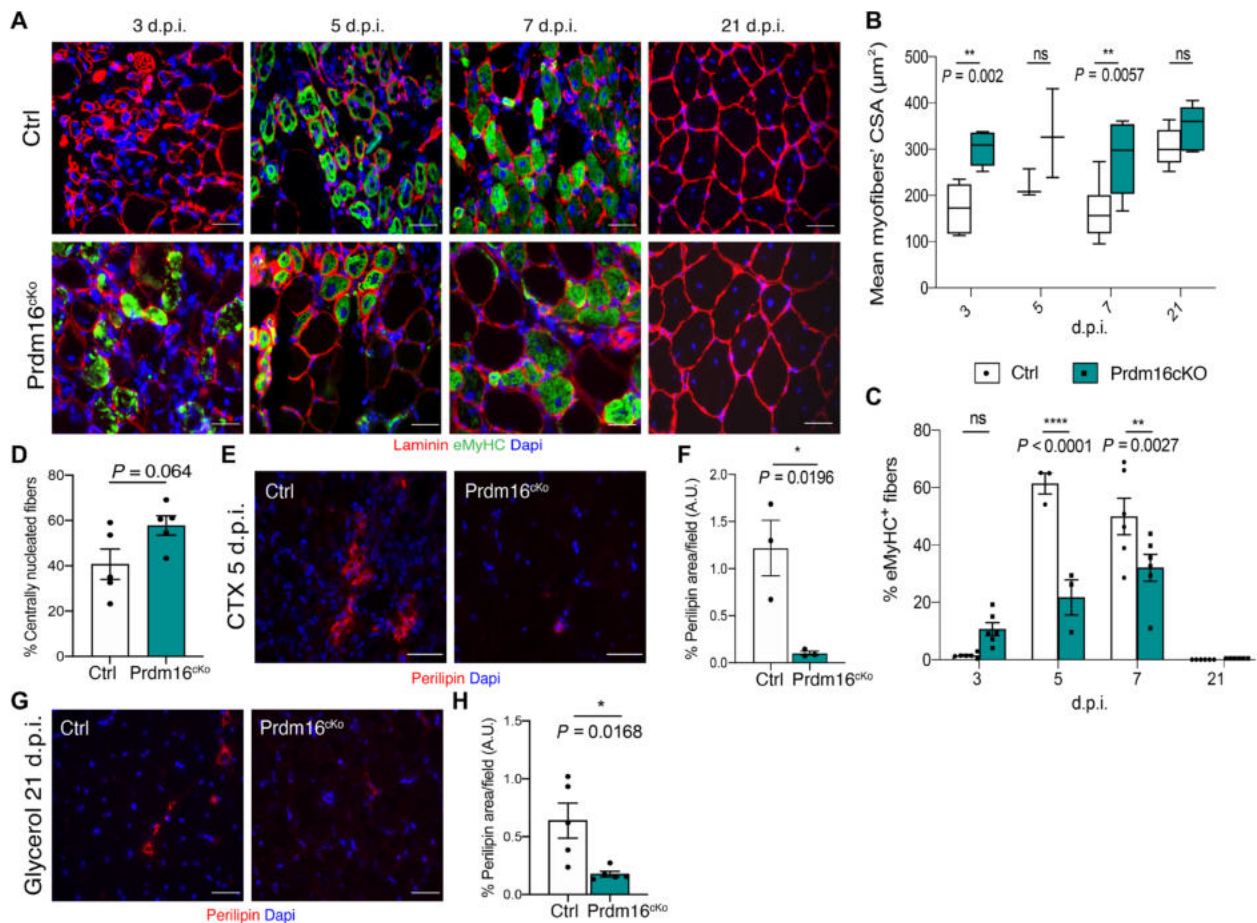 A
3 d.p.i.
5 d.p.i.
7 d.p.i.
21 d.p.i.
Ctrl
Prdm16cKo
Laminin eMyHC Dapi
B
Mean myofibers' CSA (µm²)
500
400
300
200
100
0
**
P = 0.002
ns
**
P = 0.0057
ns
3
5
7
21
d.p.i.
Ctrl
Prdm16cKO
C
% eMyHC+ fibers
80
60
40
20
0
ns
****
P < 0.0001
**
P = 0.0027
3
5
7
21
d.p.i.
D
% Centrally nucleated fibers
80
60
40
20
0
P = 0.064
Ctrl
Prdm16cKo
E
CTX 5 d.p.i.
Ctrl
Prdm16cKo
Perilipin Dapi
F
% Perilipin area/field (A.U.)
2.0
1.5
1.0
0.5
0.0
*
P = 0.0196
Ctrl
Prdm16cKo
G
Glycerol 21 d.p.i.
Ctrl
Prdm16cKo
Perilipin Dapi
H
% Perilipin area/field (A.U.)
1.5
1.0
0.5
0.0
*
P = 0.0168
Ctrl
Prdm16cKo